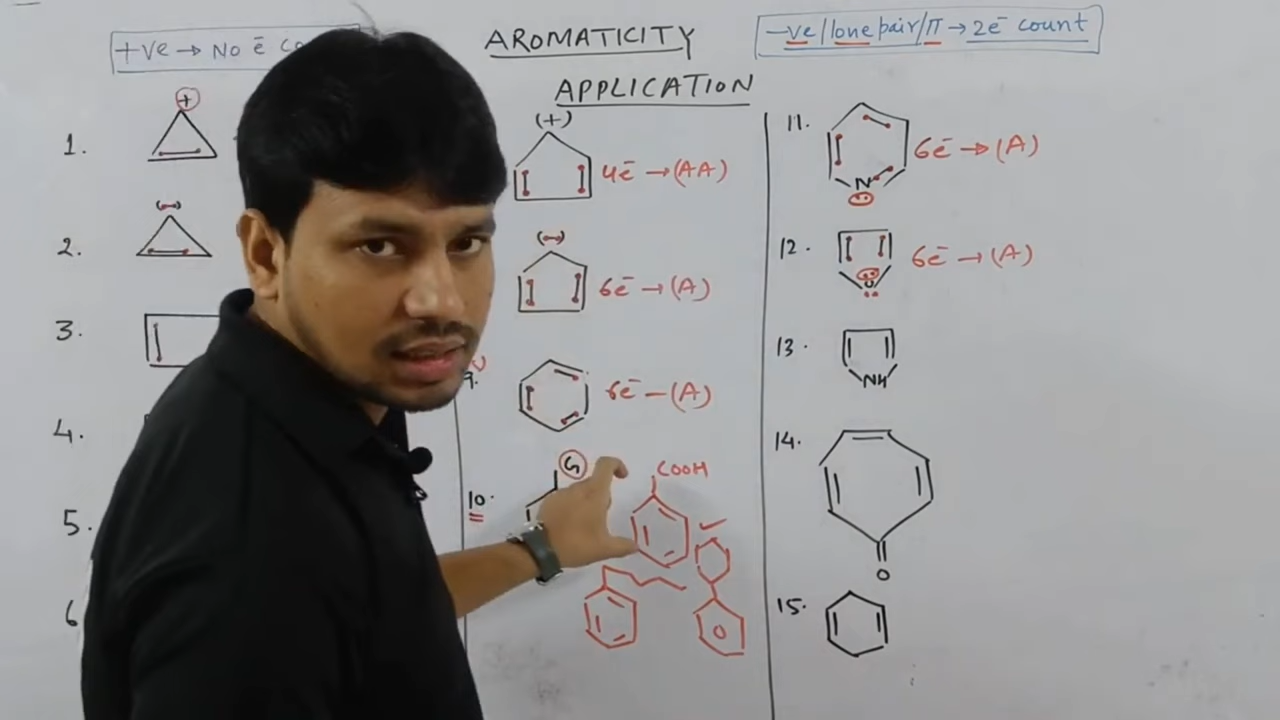 AROMATICITY
APPLICATION
+ve → No ē
-ve/lone pair/π → 2ē count
1.
+
2.
(••)
3.
4.
5.
6
(+)
4ē → (AA)
(••)
6ē → (A)
9.
6ē — (A)
10.
G
COOH
11.
N
6ē → (A)
12.
O
6ē → (A)
13.
NH
14.
O
15.